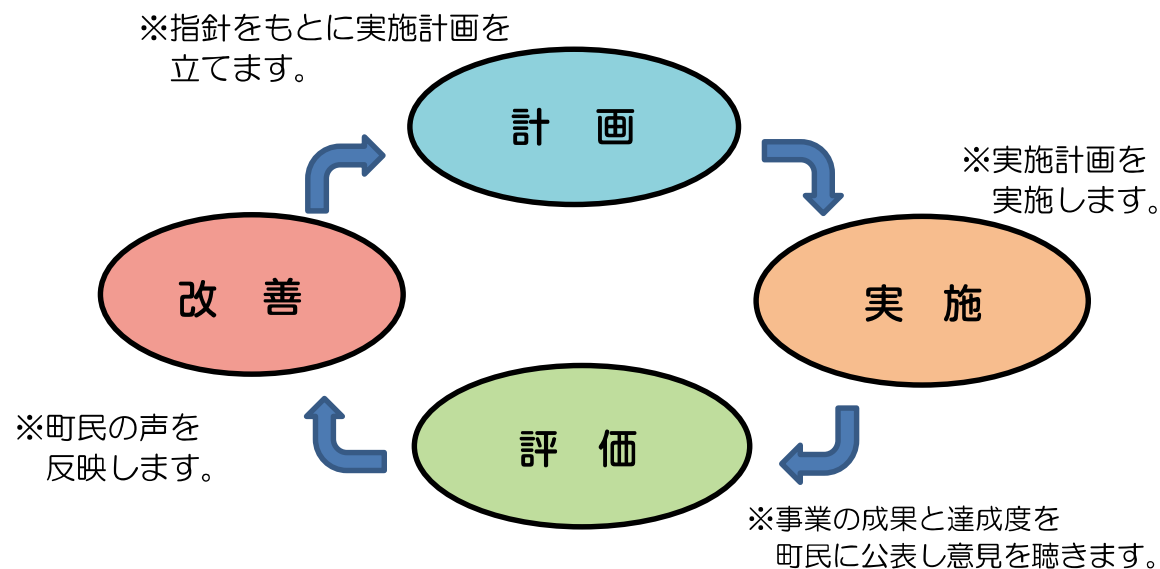 ※指針をもとに実施計画を
立てます。
計　画
※実施計画を
実施します。
改　善
実　施
※町民の声を
反映します。
評　価
※事業の成果と達成度を
町民に公表し意見を聴きます。